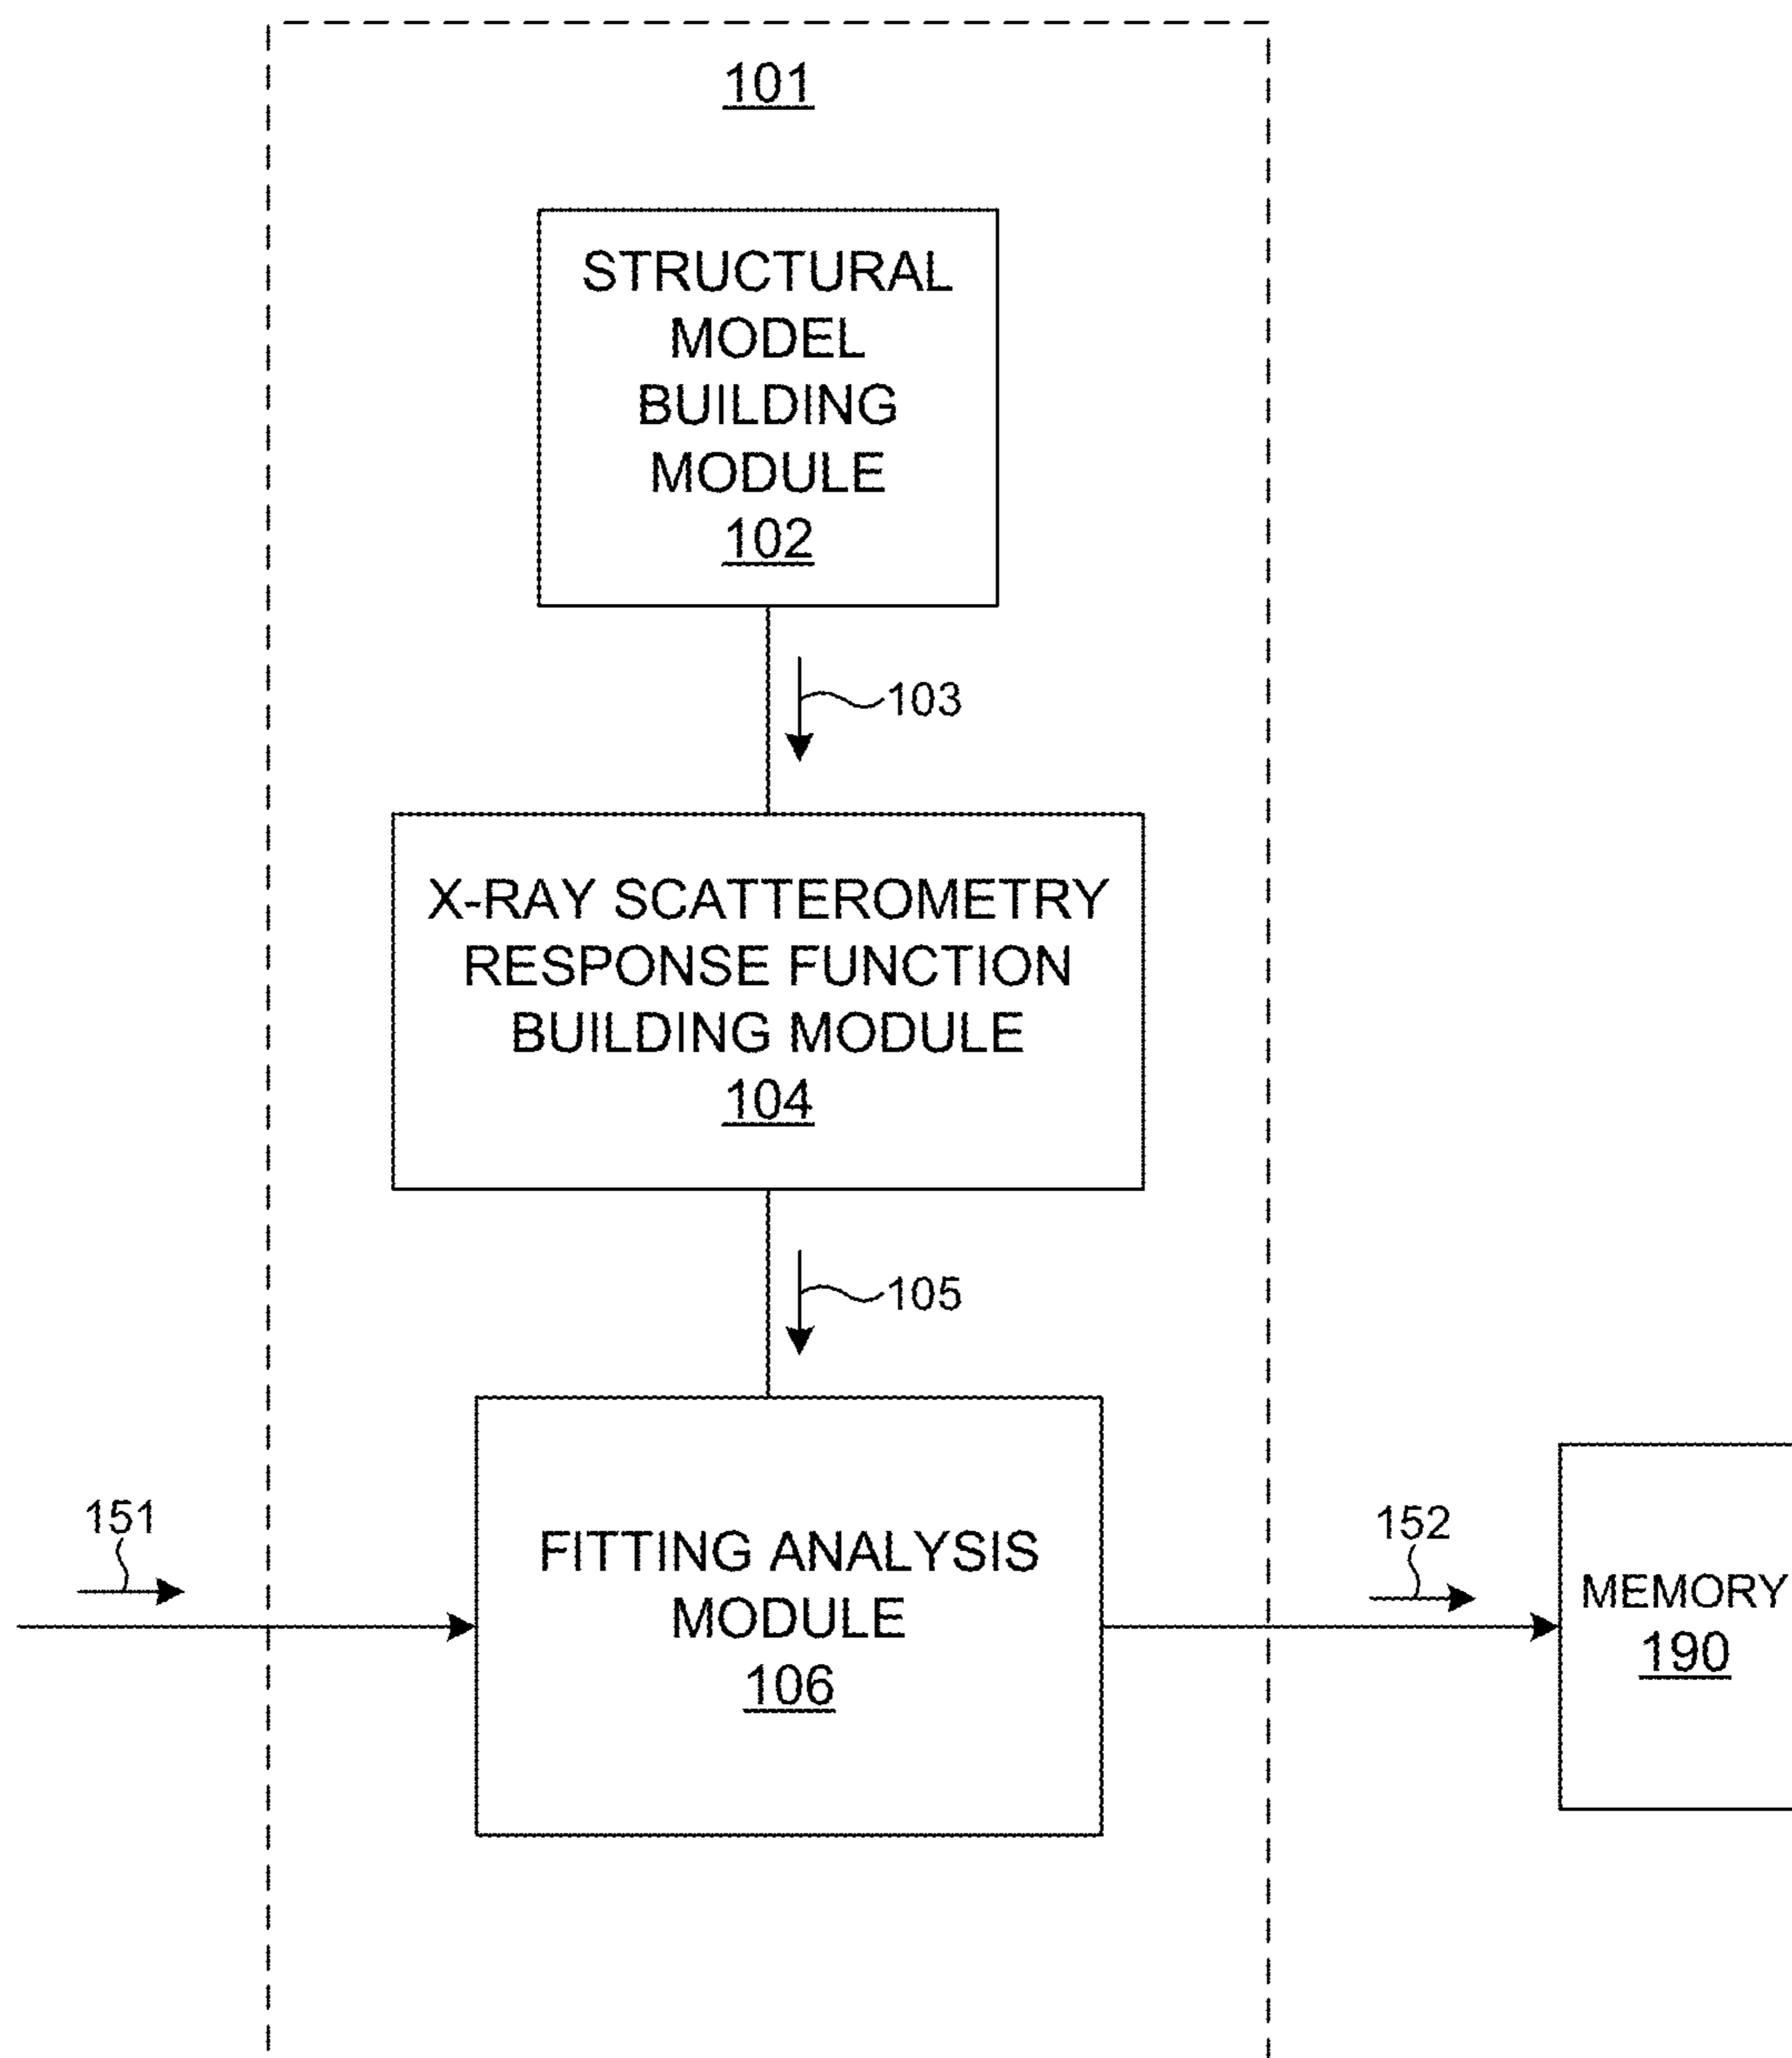 101
STRUCTURAL
MODEL
BUILDING
MODULE
102
103
X-RAY SCATTEROMETRY
RESPONSE FUNCTION
BUILDING MODULE
104
105
151
FITTING ANALYSIS
MODULE
106
152
MEMORY
190